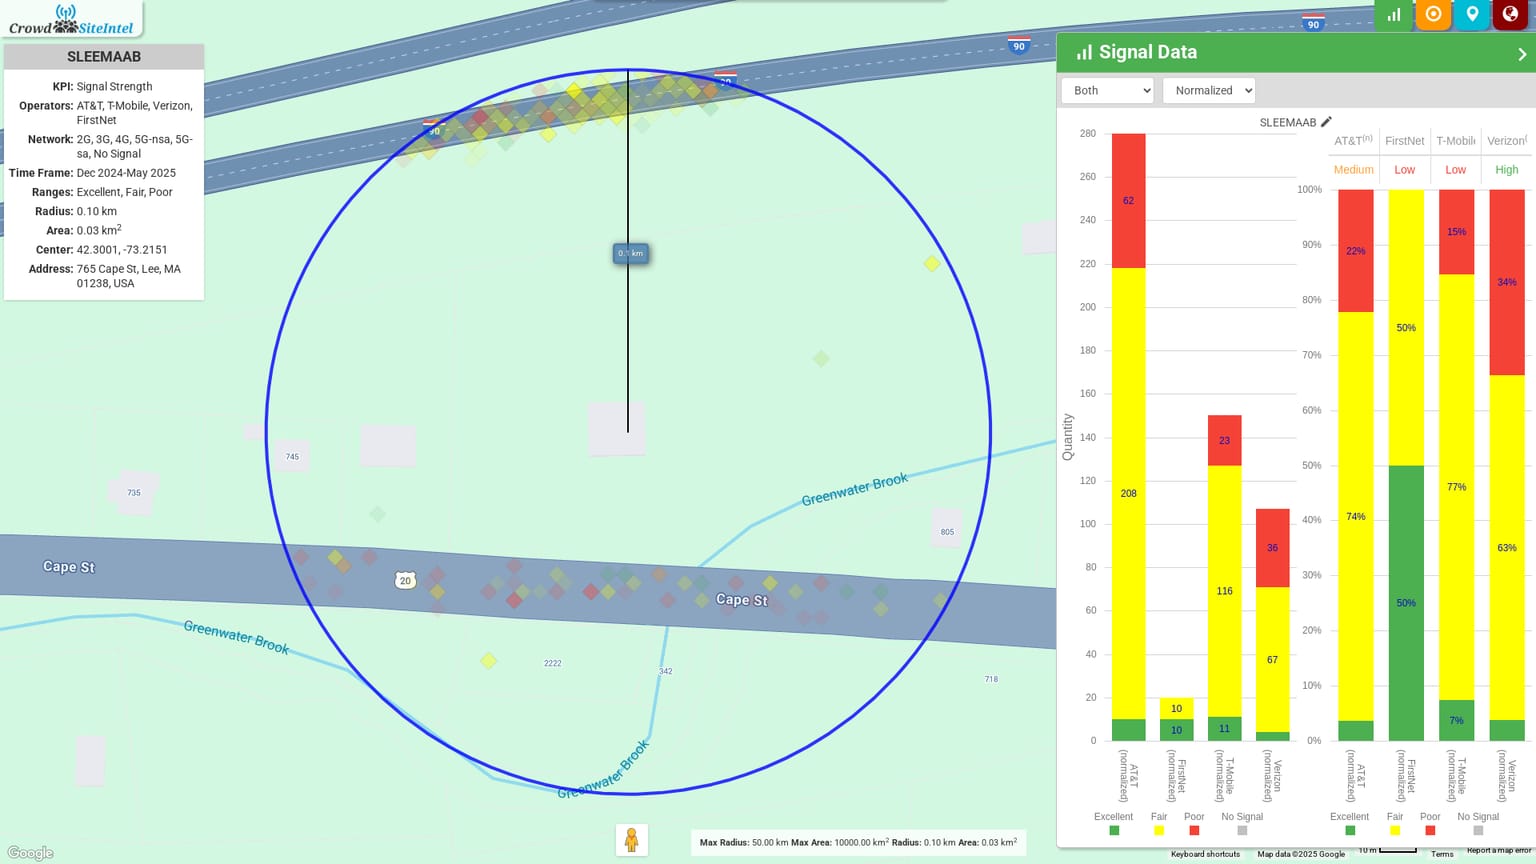 Crowd SiteIntel
SLEEMAAB
KPI: Signal Strength
Operators: AT&T, T-Mobile, Verizon,
FirstNet
Network: 2G, 3G, 4G, 5G-nsa, 5G-
sa, No Signal
Time Frame: Dec 2024-May 2025
Ranges: Excellent, Fair, Poor
Radius: 0.10 km
Area: 0.03 km²
Center: 42.3001, -73.2151
Address: 765 Cape St, Lee, MA
01238, USA
90
90
90
90
0.1 km
745
735
805
Greenwater Brook
Cape St
20
Cape St
Greenwater Brook
2222
342
718
Greenwater Brook
Google
Max Radius: 50.00 km Max Area: 10000.00 km² Radius: 0.10 km Area: 0.03 km²
Signal Data
Both
Normalized
SLEEMAAB
Quantity
280
260
240
220
200
180
160
140
120
100
80
60
40
20
0
62
208
10
10
23
116
11
36
67
AT&T (normalized)
FirstNet (normalized)
T-Mobile (normalized)
Verizon (normalized)
Excellent
Fair
Poor
No Signal
AT&T(n)
FirstNet
T-Mobile
Verizon(
Medium
Low
Low
High
100%
90%
80%
70%
60%
50%
40%
30%
20%
10%
0%
22%
74%
50%
50%
15%
77%
7%
34%
63%
AT&T (normalized)
FirstNet (normalized)
T-Mobile (normalized)
Verizon (normalized)
Excellent
Fair
Poor
No Signal
Keyboard shortcuts
Map data ©2025 Google
10 m
Terms
Report a map error